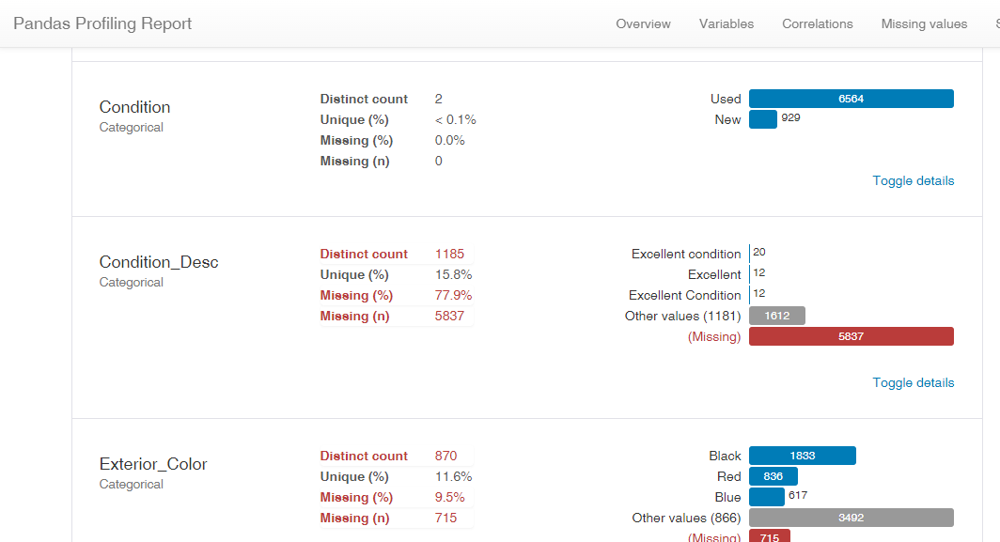 Pandas Profiling Report Overview Variables Correlations Missing values
Condition
Categorical
Distinct count 2
Unique (%) < 0.1%
Missing (%) 0.0%
Missing (n) 0
Used 6564
New 929
Toggle details
Condition_Desc
Categorical
Distinct count 1185
Unique (%) 15.8%
Missing (%) 77.9%
Missing (n) 5837
Excellent condition 20
Excellent 12
Excellent Condition 12
Other values (1181) 1612
(Missing) 5837
Toggle details
Exterior_Color
Categorical
Distinct count 870
Unique (%) 11.6%
Missing (%) 9.5%
Missing (n) 715
Black 1833
Red 836
Blue 617
Other values (866) 3492
(Missing) 715